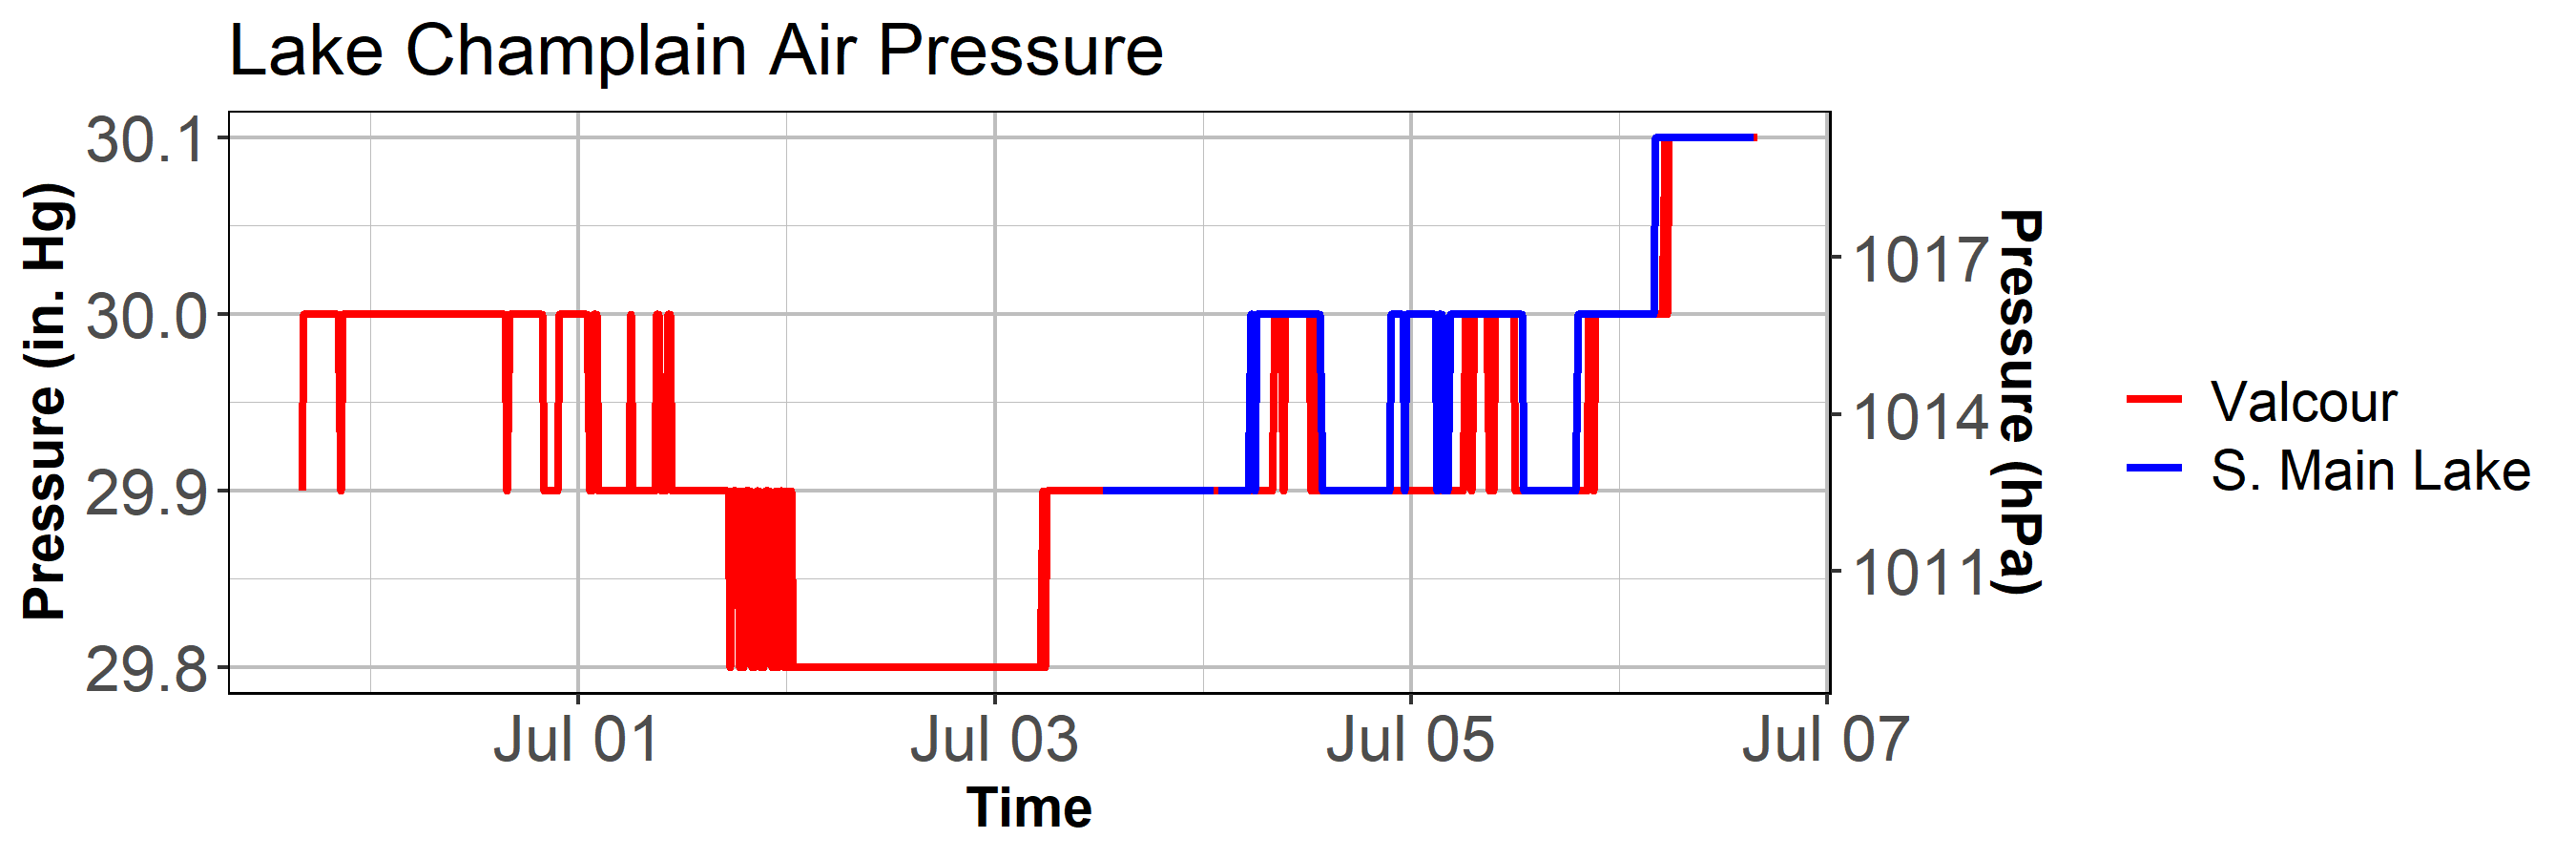 Lake Champlain Air Pressure
Pressure (in. Hg)
30.1
30.0
29.9
29.8
1017
1014
1011
Pressure (hPa)
Valcour
S. Main Lake
Jul 01
Jul 03
Jul 05
Jul 07
Time